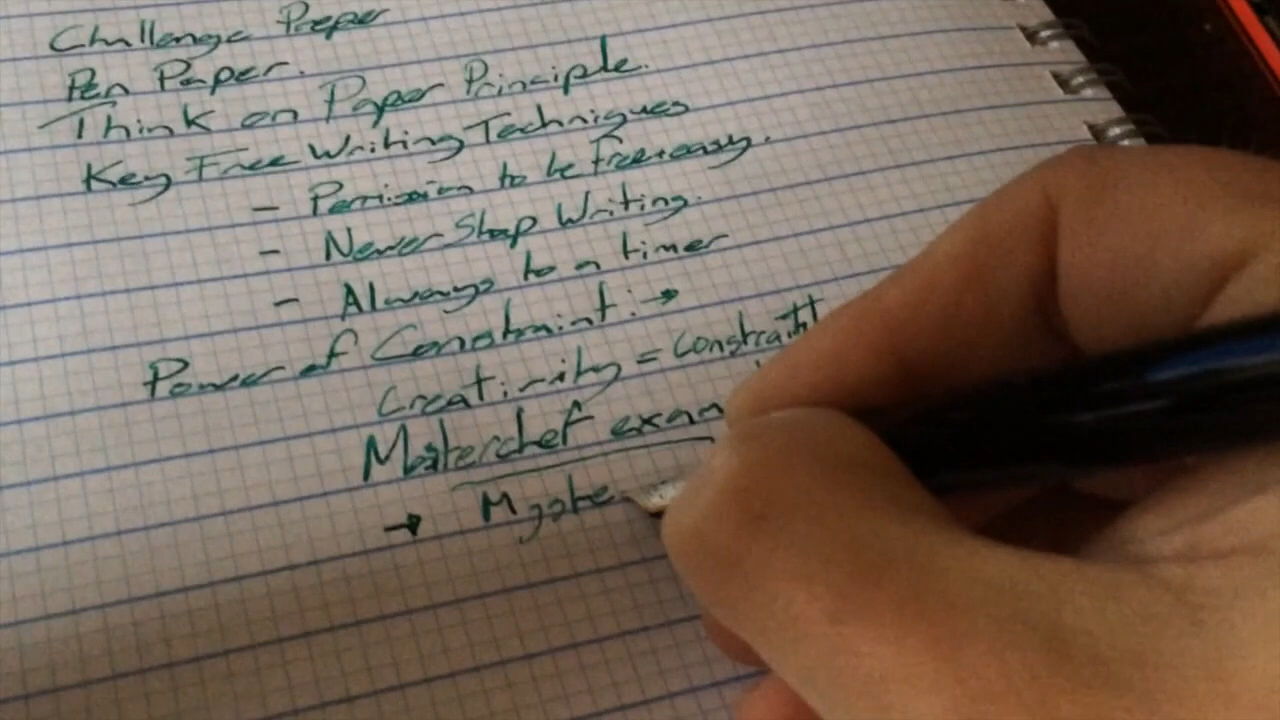 Challenge Paper
Pen Paper.
Think on Paper Principle.
Key Free Writing Techniques
- Permission to be free+easy.
- Never Stop Writing.
- Always to a timer
Power of Constraint: →
Creativity = Constraint
Masterchef exam
→ Myste